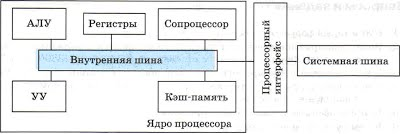 АЛУ
Регистры
Сопроцессор
Внутренняя шина
Процессорный
интерфейс
Системная шина
УУ
Кэш-память
Ядро процессора